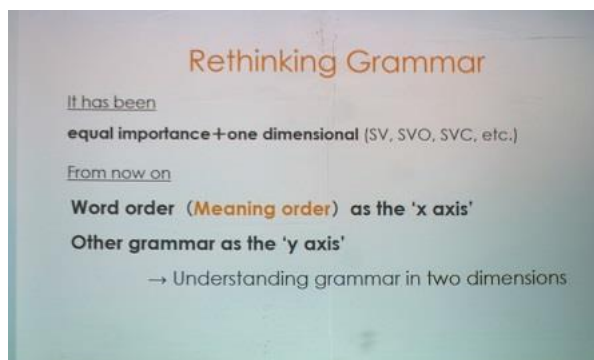 Rethinking Grammar
It has been
equal importance+one dimensional (SV, SVO, SVC, etc.)
From now on
Word order (Meaning order) as the ‘x axis’
Other grammar as the ‘y axis’
→ Understanding grammar in two dimensions